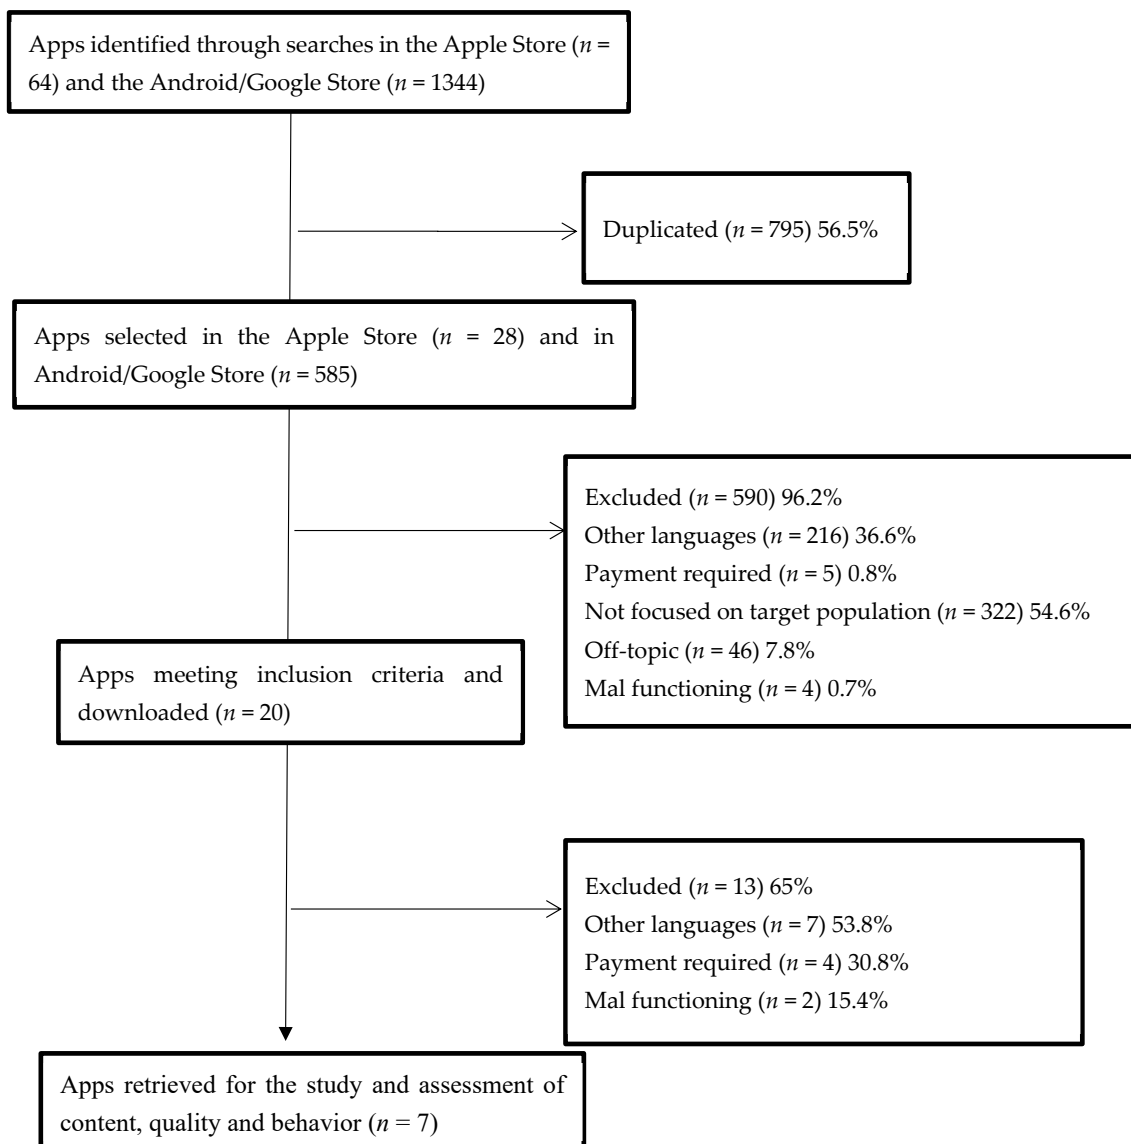 Apps identified through searches in the Apple Store (n =
64) and the Android/Google Store (n = 1344)
Duplicated (n = 795) 56.5%
Apps selected in the Apple Store (n = 28) and in
Android/Google Store (n = 585)
Excluded (n = 590) 96.2%
Other languages (n = 216) 36.6%
Payment required (n = 5) 0.8%
Not focused on target population (n = 322) 54.6%
Off-topic (n = 46) 7.8%
Mal functioning (n = 4) 0.7%
Apps meeting inclusion criteria and
downloaded (n = 20)
Excluded (n = 13) 65%
Other languages (n = 7) 53.8%
Payment required (n = 4) 30.8%
Mal functioning (n = 2) 15.4%
Apps retrieved for the study and assessment of
content, quality and behavior (n = 7)